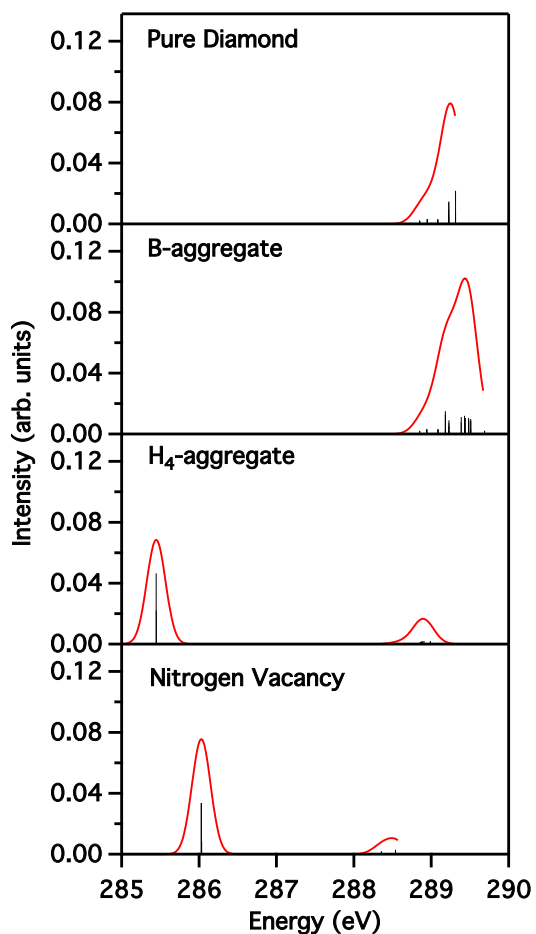 Intensity (arb. units)
Pure Diamond
0.12
0.08
0.04
0.00
B-aggregate
0.12
0.08
0.04
0.00
H₄-aggregate
0.12
0.08
0.04
0.00
Nitrogen Vacancy
0.12
0.08
0.04
0.00
285 286 287 288 289 290
Energy (eV)